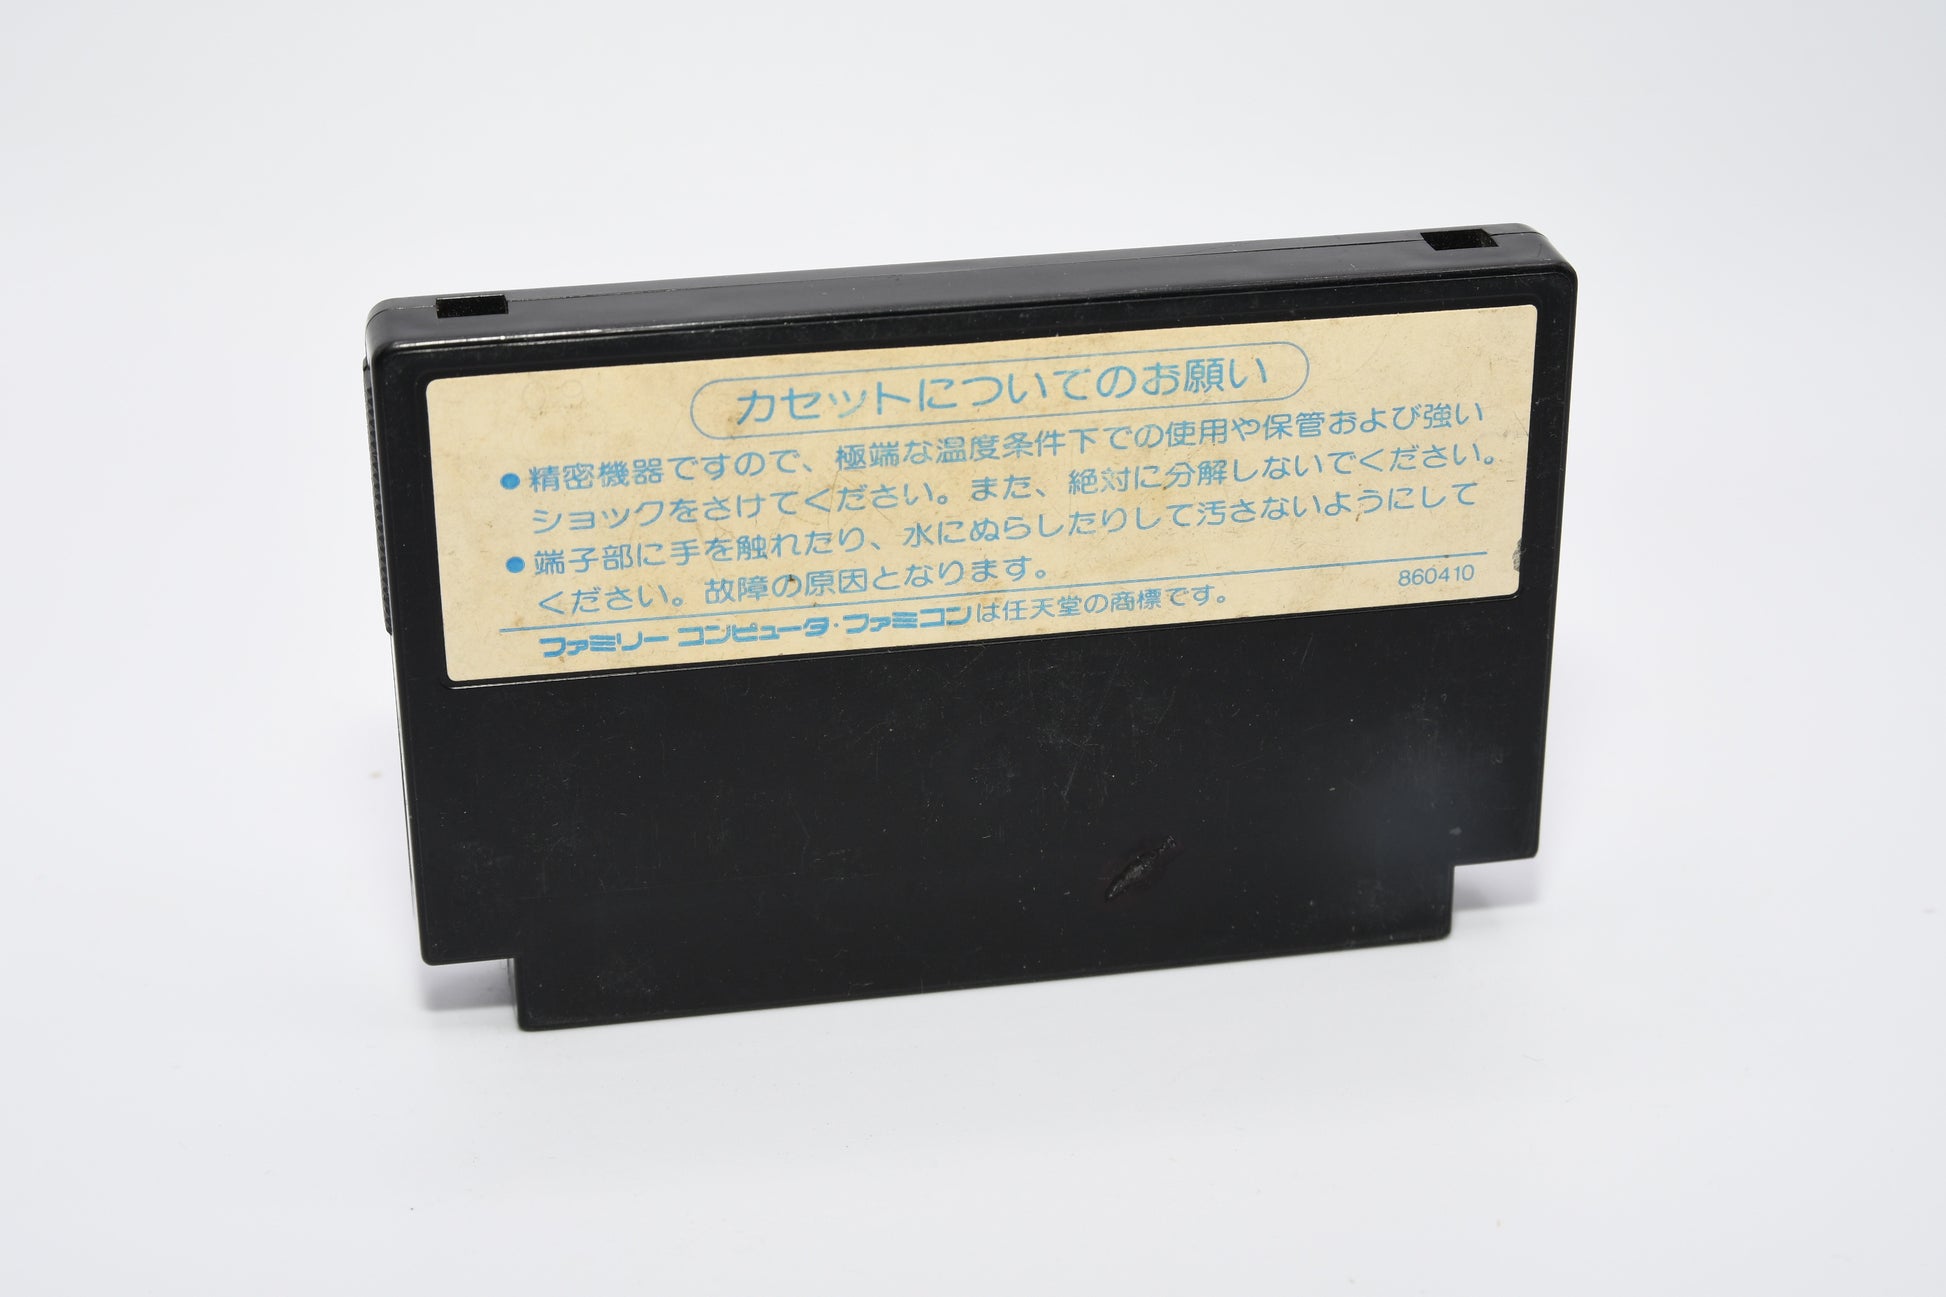 カセットについてのお願い
●精密機器ですので、極端な温度条件下での使用や保管および強い
ショックをさけてください。また、絶対に分解しないでください。
●端子部に手を触れたり、水にぬらしたりして汚さないようにして
ください。故障の原因となります。
860410
ファミリー コンピュータ・ファミコンは任天堂の商標です。